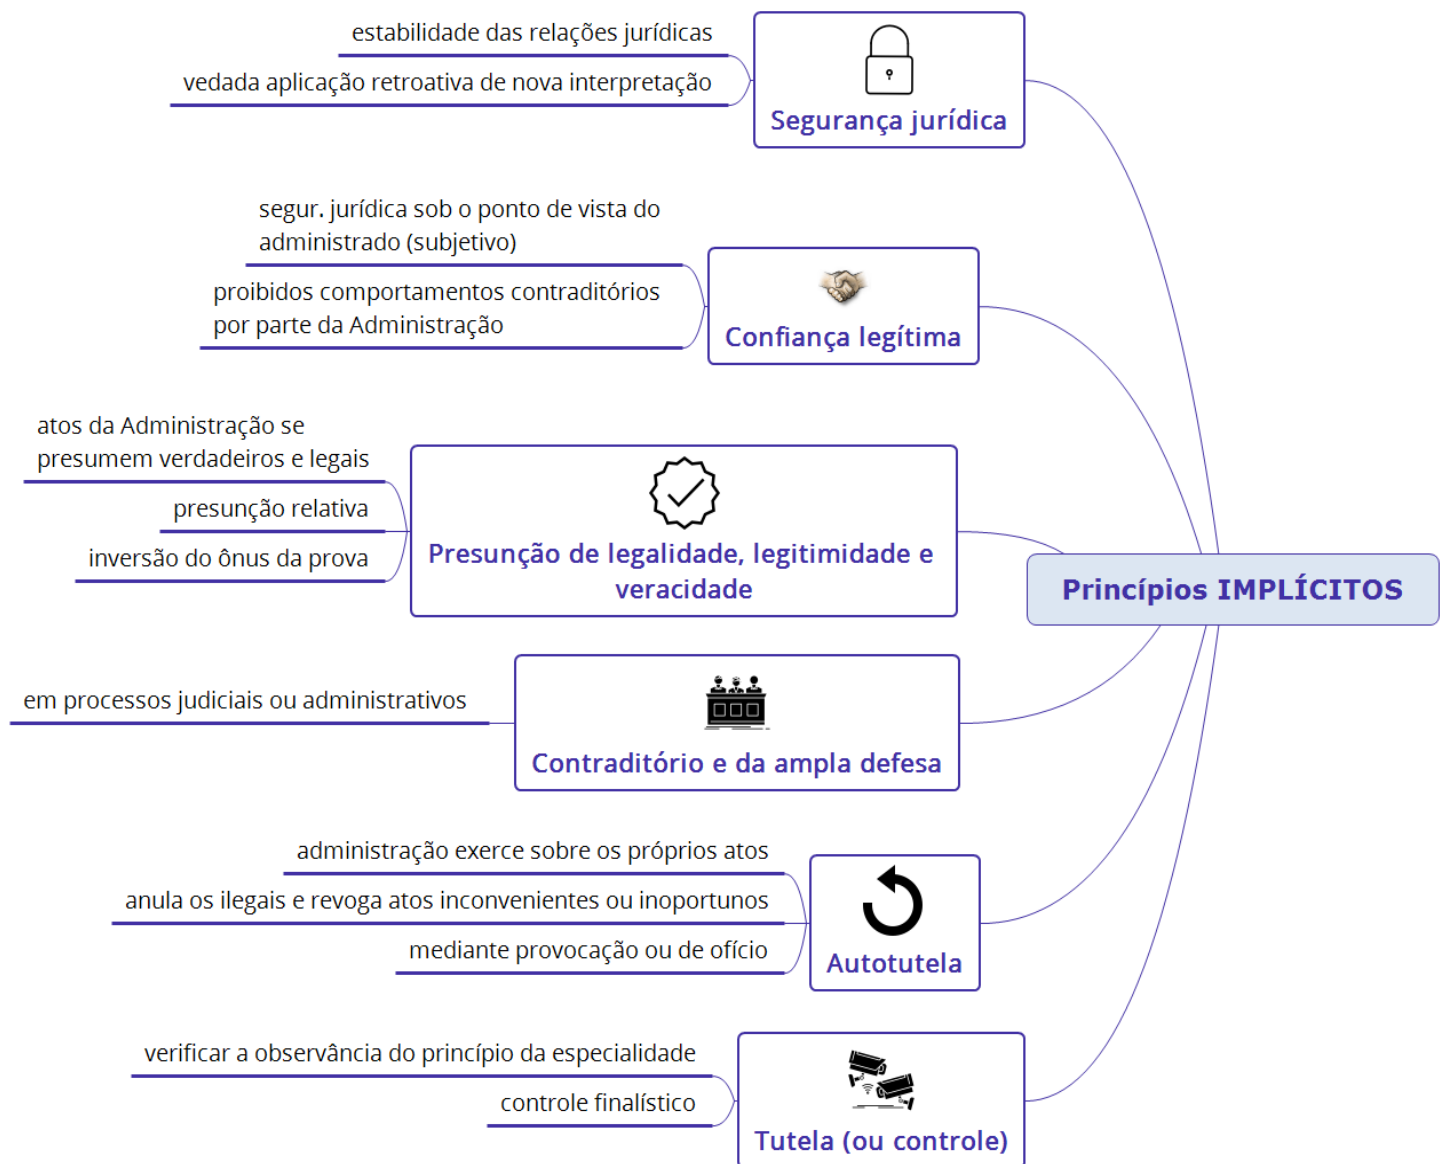 estabilidade das relações jurídicas
vedada aplicação retroativa de nova interpretação
Segurança jurídica
segur. jurídica sob o ponto de vista do
administrado (subjetivo)
proibidos comportamentos contraditórios
por parte da Administração
Confiança legítima
atos da Administração se
presumem verdadeiros e legais
presunção relativa
inversão do ônus da prova
Presunção de legalidade, legitimidade e
veracidade
Princípios IMPLÍCITOS
em processos judiciais ou administrativos
Contraditório e da ampla defesa
administração exerce sobre os próprios atos
anula os ilegais e revoga atos inconvenientes ou inoportunos
mediante provocação ou de ofício
Autotutela
verificar a observância do princípio da especialidade
controle finalístico
Tutela (ou controle)